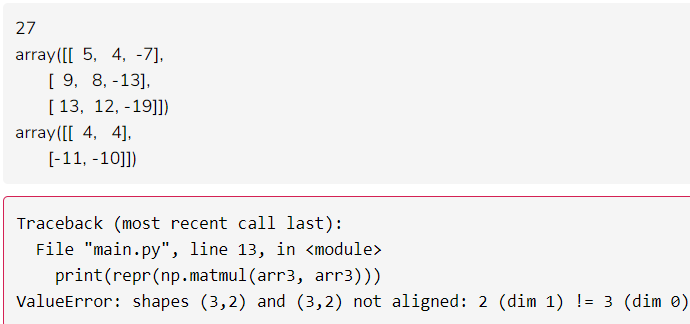 27
array([[  5,   4, -7],
       [  9,   8, -13],
       [ 13,  12, -19]])
array([[  4,   4],
       [-11, -10]])
Traceback (most recent call last):
  File "main.py", line 13, in <module>
    print(repr(np.matmul(arr3, arr3)))
ValueError: shapes (3,2) and (3,2) not aligned: 2 (dim 1) != 3 (dim 0)